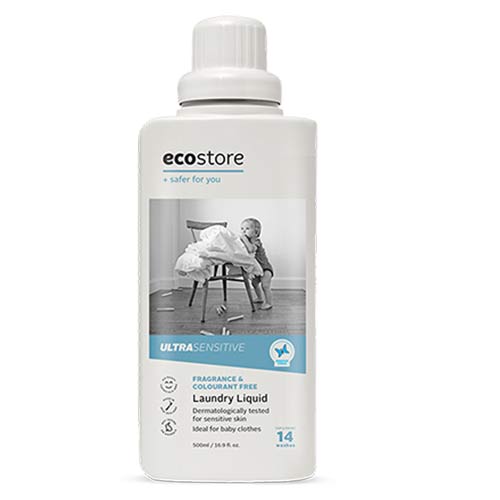 ecostore
+ safer for you
ULTRASENSITIVE
FRAGRANCE &
COLOURANT FREE
Laundry Liquid
Dermatologically tested
for sensitive skin
Ideal for baby clothes
500ml / 16.9 fl. oz.
14
washes